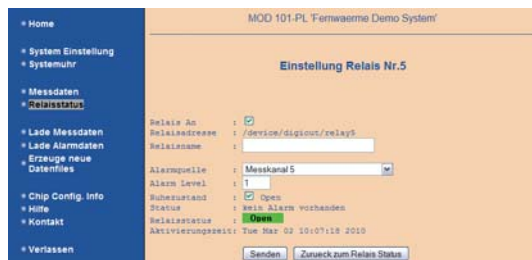 Home
System Einstellung
Systemuhr
Messdaten
Relaisstatus
Lade Messdaten
Lade Alarmdaten
Erzeuge neue
Datenfiles
Chip Config. Info
Hilfe
Kontakt
Verlassen
MOD 101-PL 'Fernwaerme Demo System'
Einstellung Relais Nr.5
Relais An :
Relaisadresse : /device/digiout/relay5
Relaisname :
Alarmquelle : Messkanal 5
Alarm Level : 1
Ruhezustand : Open
Status : kein Alarm vorhanden
Relaisstatus : Open
Aktivierungszeit: Tue Mar 02 10:07:18 2010
Senden Zurueck zum Relais Status